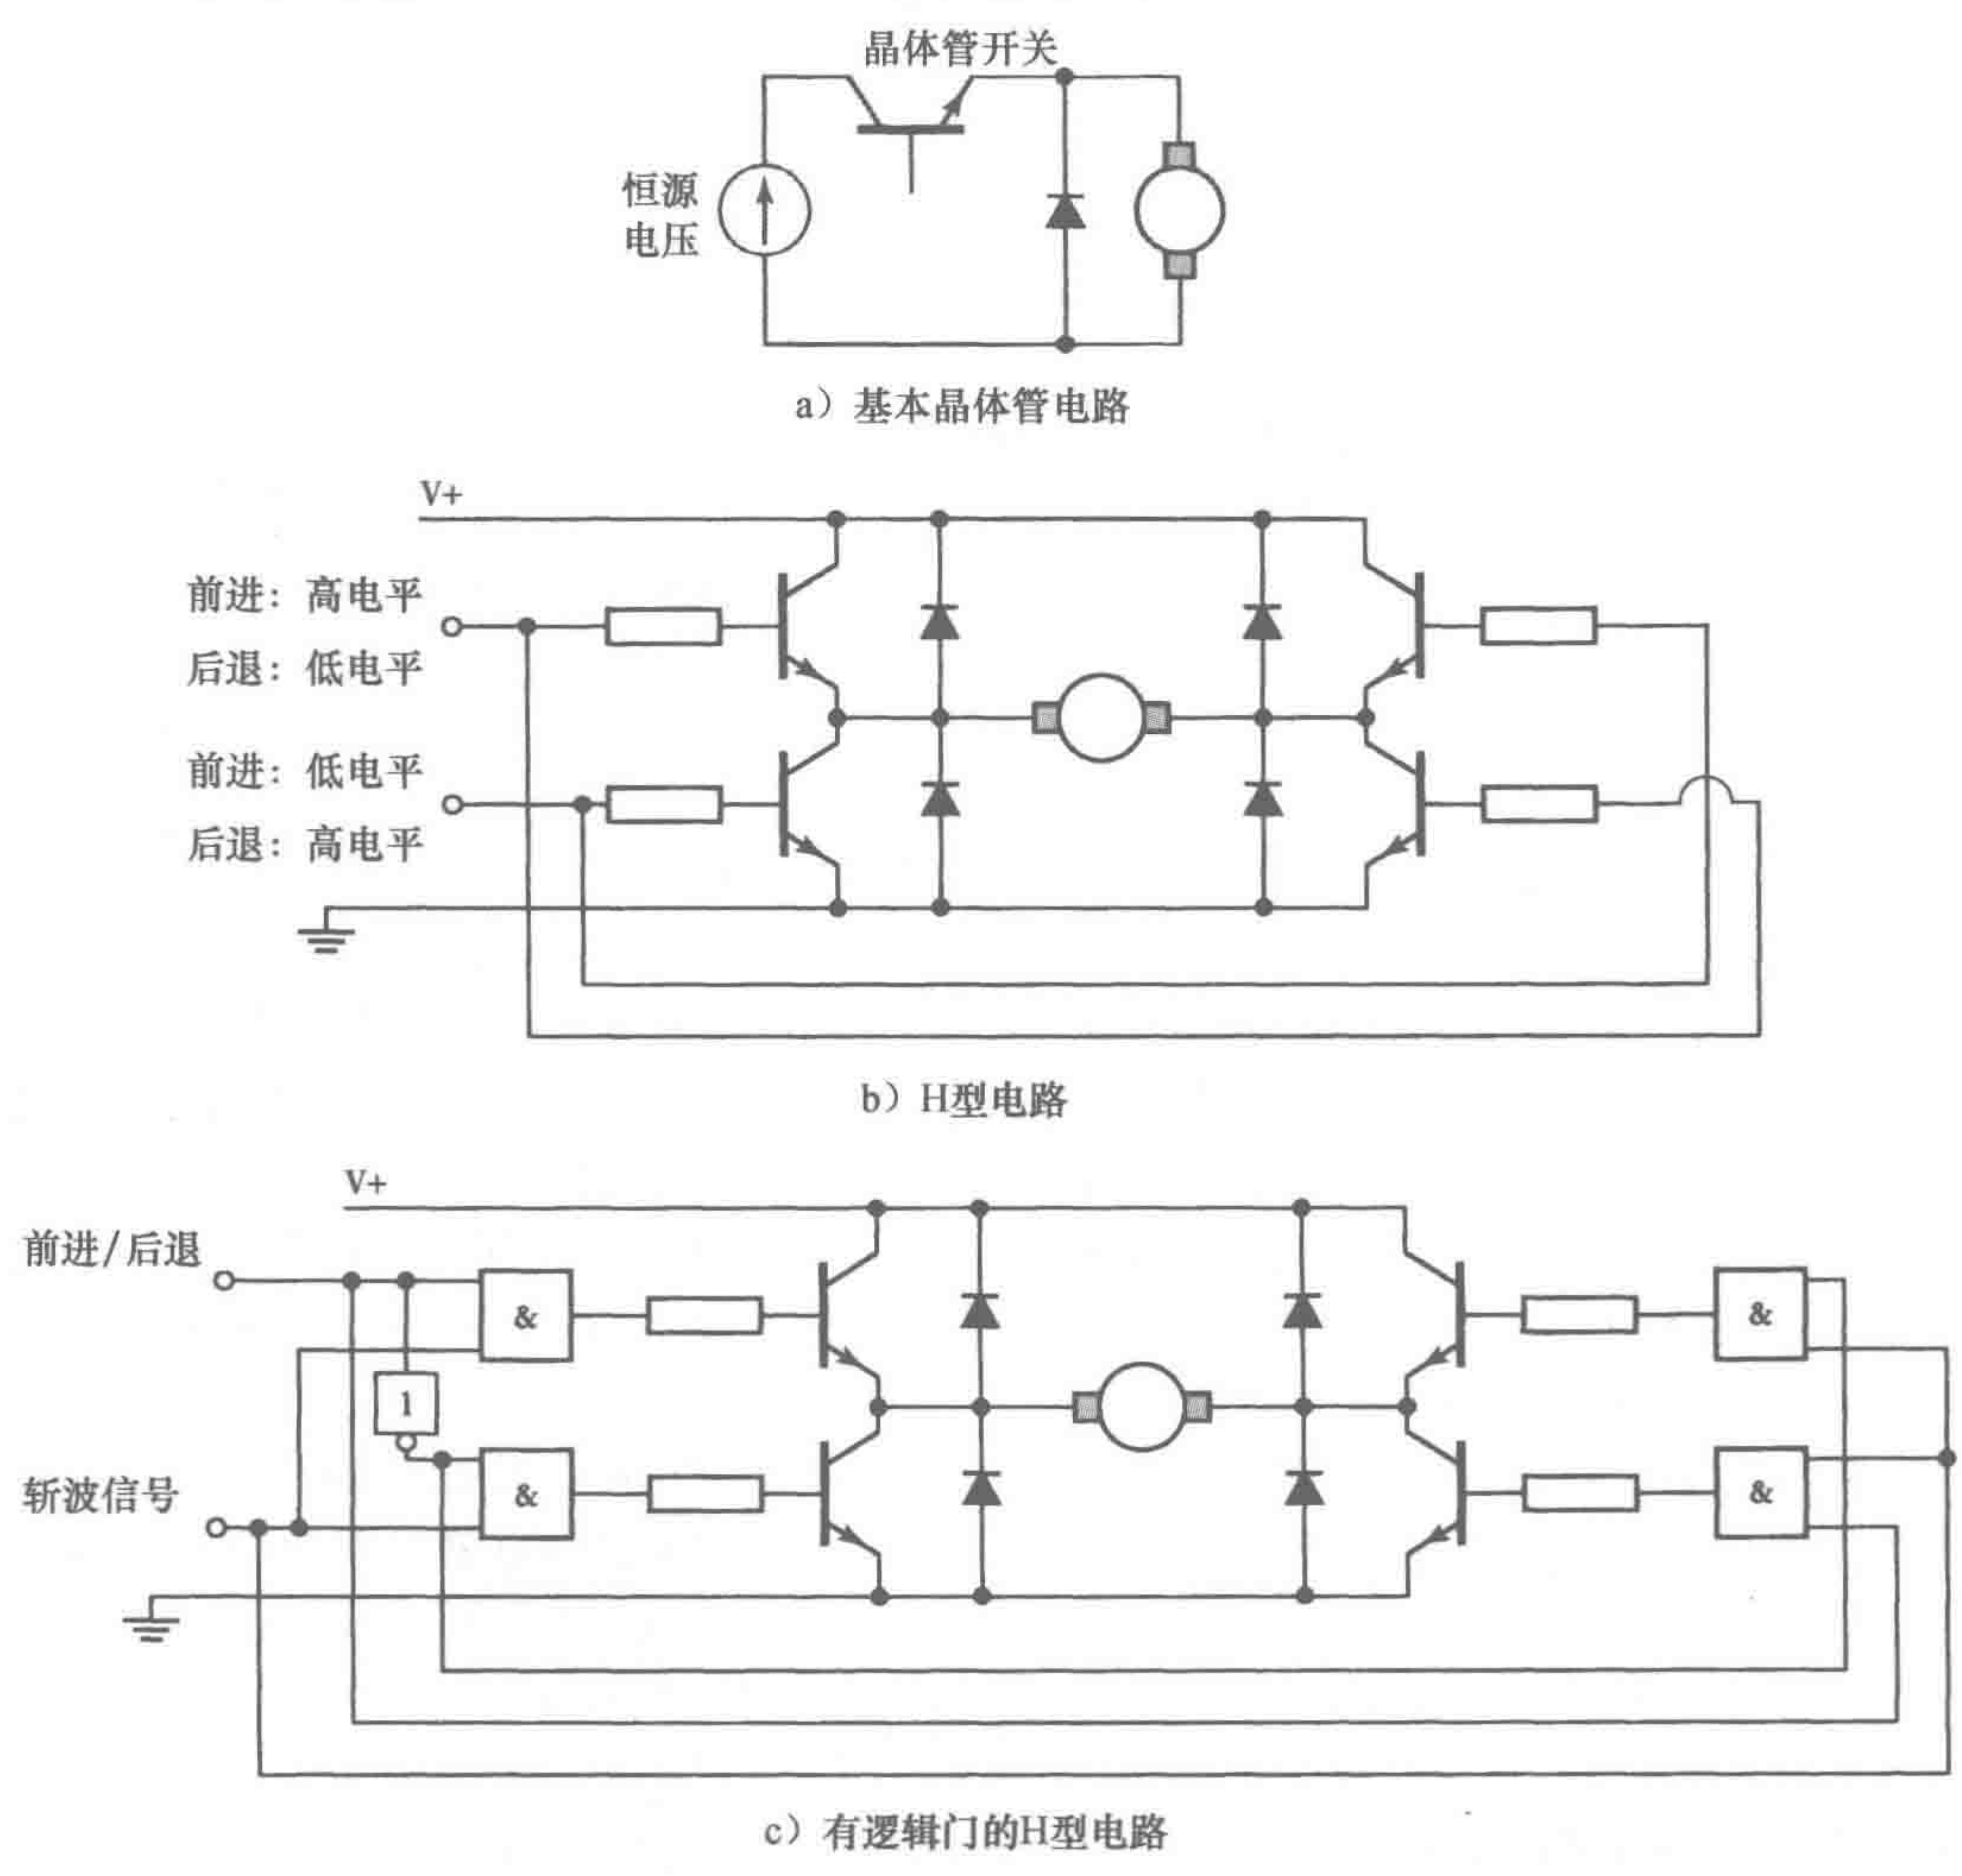 晶体管开关
恒源
电压
a）基本晶体管电路
V+
前进：高电平
后退：低电平
前进：低电平
后退：高电平
b）H型电路
V+
前进/后退
&
&
1
斩波信号
&
&
c）有逻辑门的H型电路